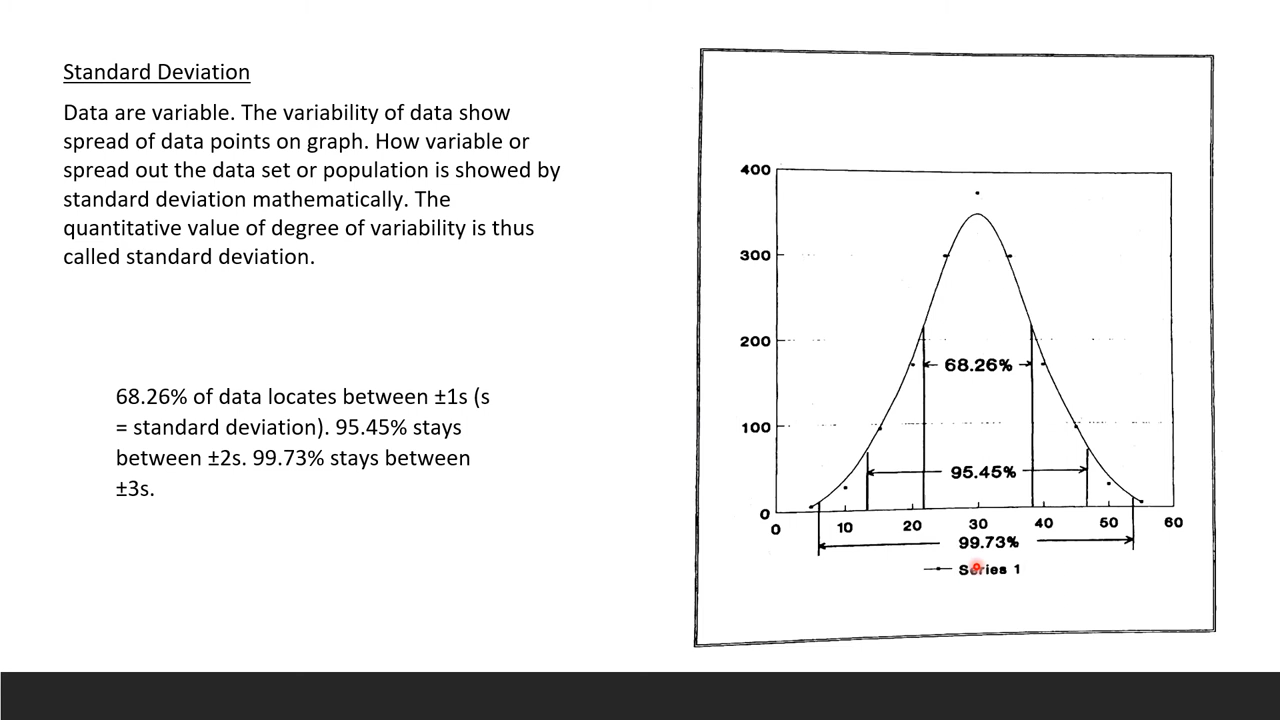 Standard Deviation
Data are variable. The variability of data show
spread of data points on graph. How variable or
spread out the data set or population is showed by
standard deviation mathematically. The
quantitative value of degree of variability is thus
called standard deviation.
68.26% of data locates between ±1s (s
= standard deviation). 95.45% stays
between ±2s. 99.73% stays between
±3s.
400
300
200
100
0
68.26%
95.45%
0 10 20 30 40 50 60
99.73%
Series 1